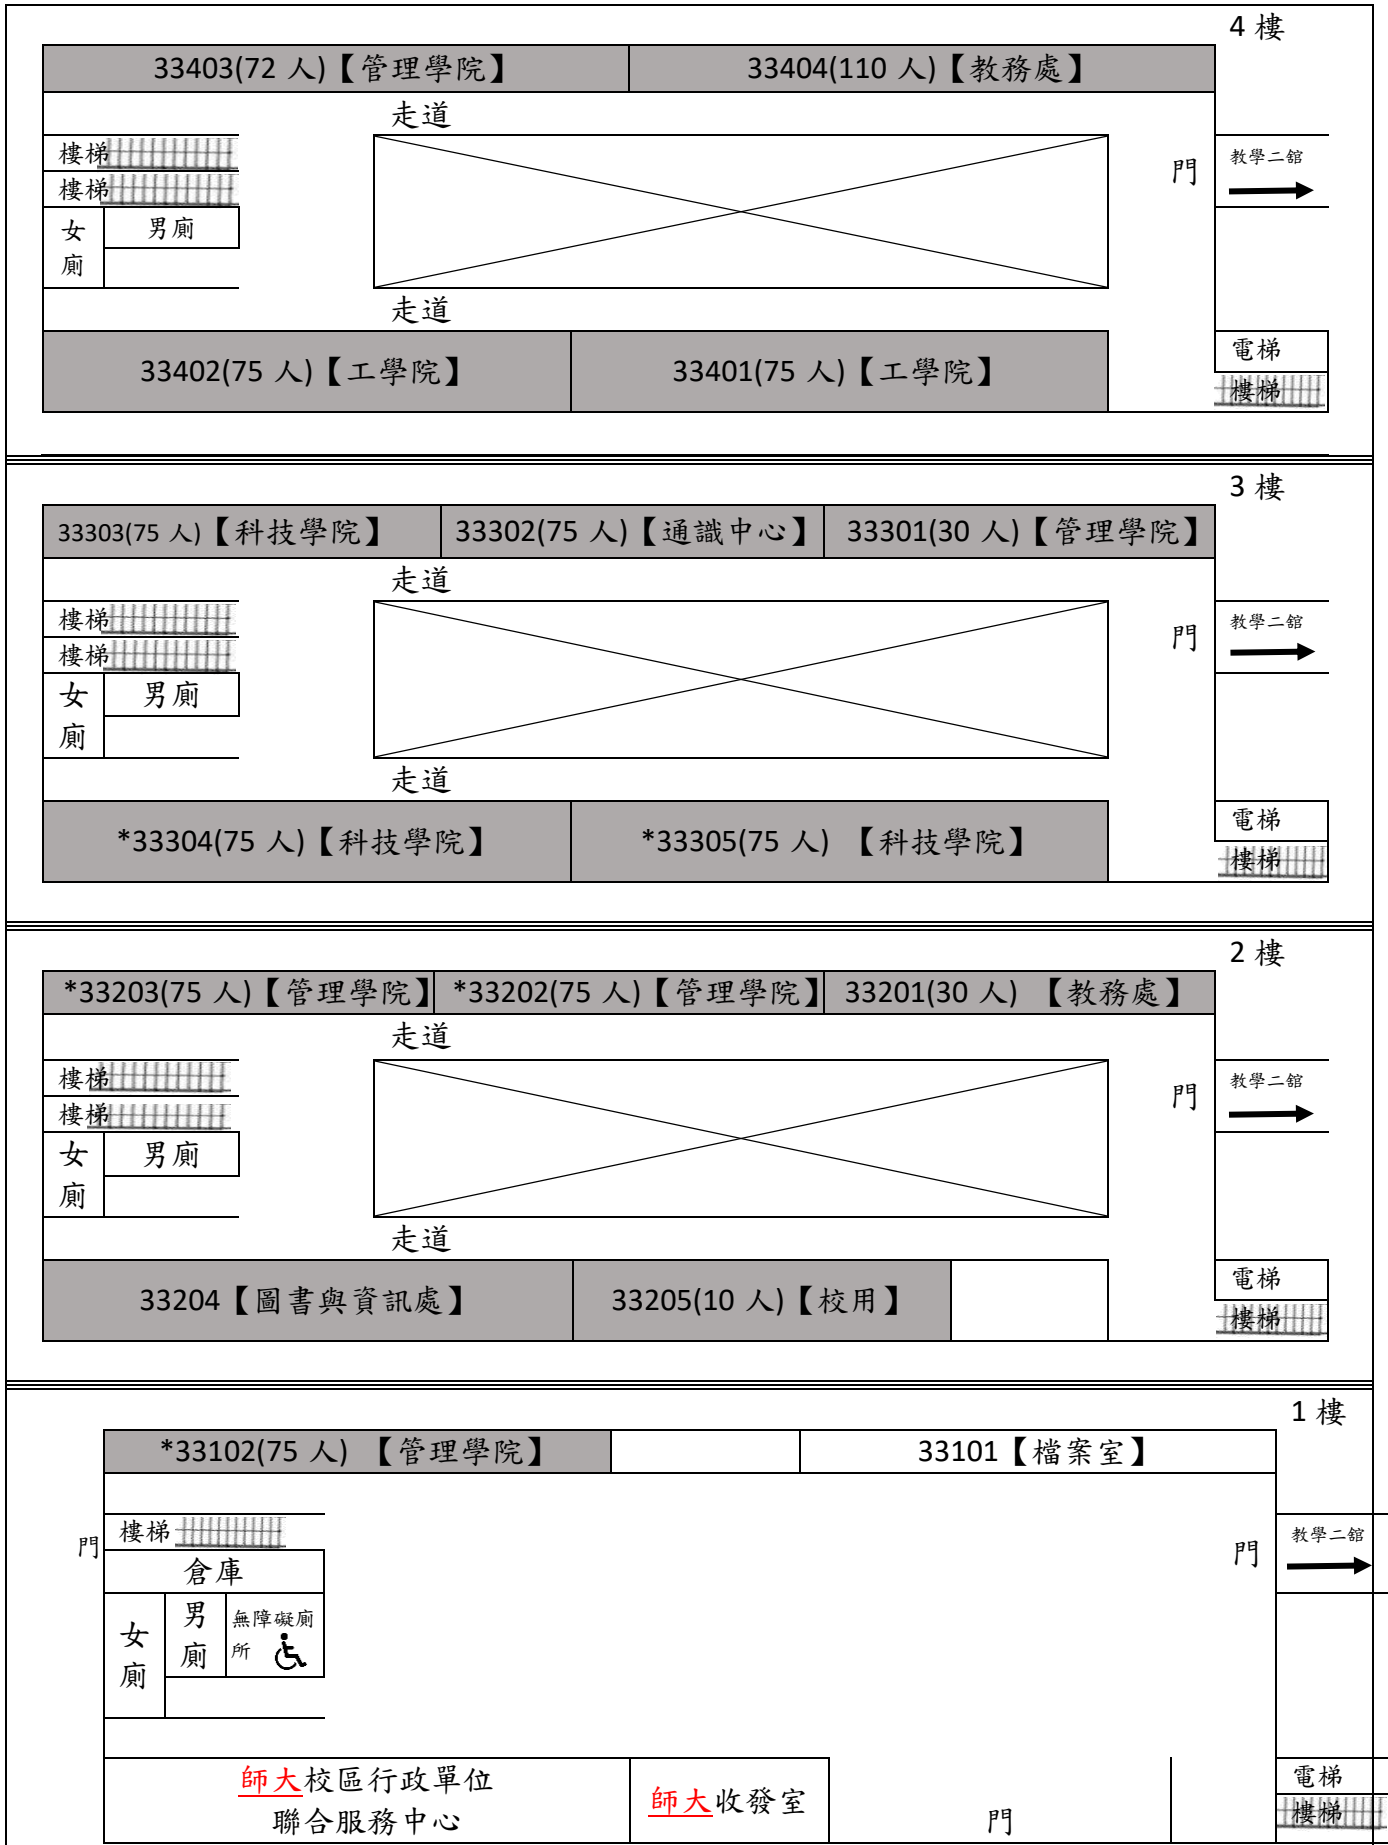 4 樓
33403(72 人)【管理學院】
33404(110 人)【教務處】
走道
樓梯
樓梯
女廁
男廁
門
教學二舘
走道
33402(75 人)【工學院】
33401(75 人)【工學院】
電梯
樓梯
3 樓
33303(75 人)【科技學院】
33302(75 人)【通識中心】
33301(30 人)【管理學院】
走道
樓梯
樓梯
女廁
男廁
門
教學二舘
走道
*33304(75 人)【科技學院】
*33305(75 人) 【科技學院】
電梯
樓梯
2 樓
*33203(75 人)【管理學院】
*33202(75 人)【管理學院】
33201(30 人) 【教務處】
走道
樓梯
樓梯
女廁
男廁
門
教學二舘
走道
33204【圖書與資訊處】
33205(10 人)【校用】
電梯
樓梯
1 樓
*33102(75 人) 【管理學院】
33101【檔案室】
門
樓梯
倉庫
女廁
男廁
無障礙廁
所
門
教學二舘
師大校區行政單位
聯合服務中心
師大收發室
門
電梯
樓梯